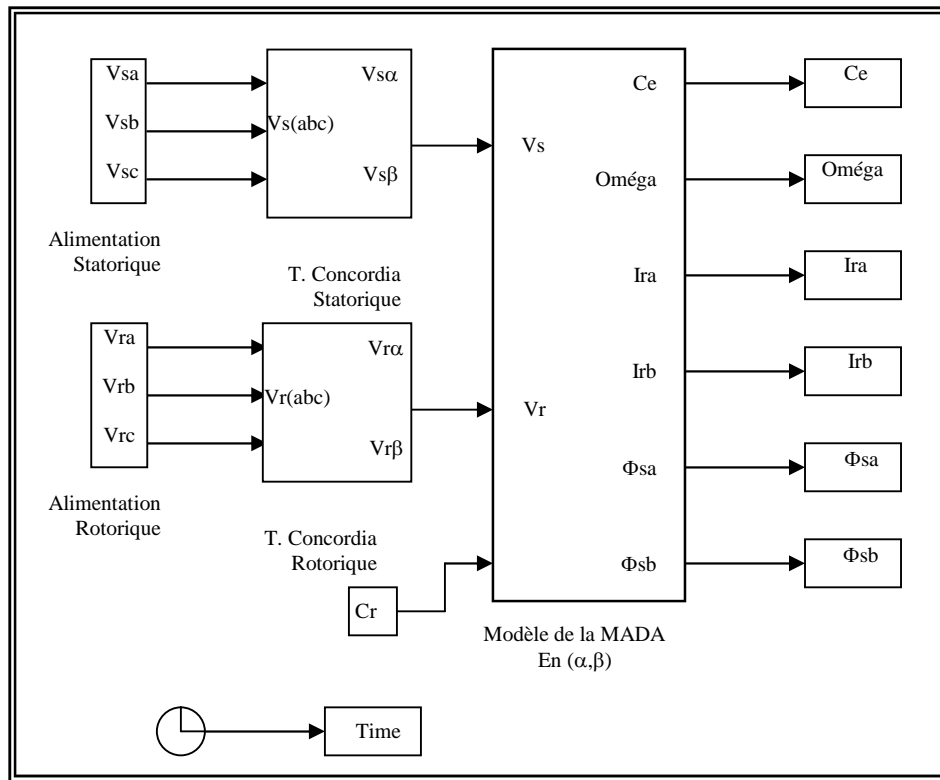 Vsa
Vsb
Vsc
Alimentation
Statorique
Vsα
Vs(abc)
Vsβ
T. Concordia
Statorique
Vra
Vrb
Vrc
Alimentation
Rotorique
Vrα
Vr(abc)
Vrβ
T. Concordia
Rotorique
Cr
Vs
Vr
Ce
Oméga
Ira
Irb
Φsa
Φsb
Modèle de la MADA
En (α,β)
Ce
Oméga
Ira
Irb
Φsa
Φsb
Time